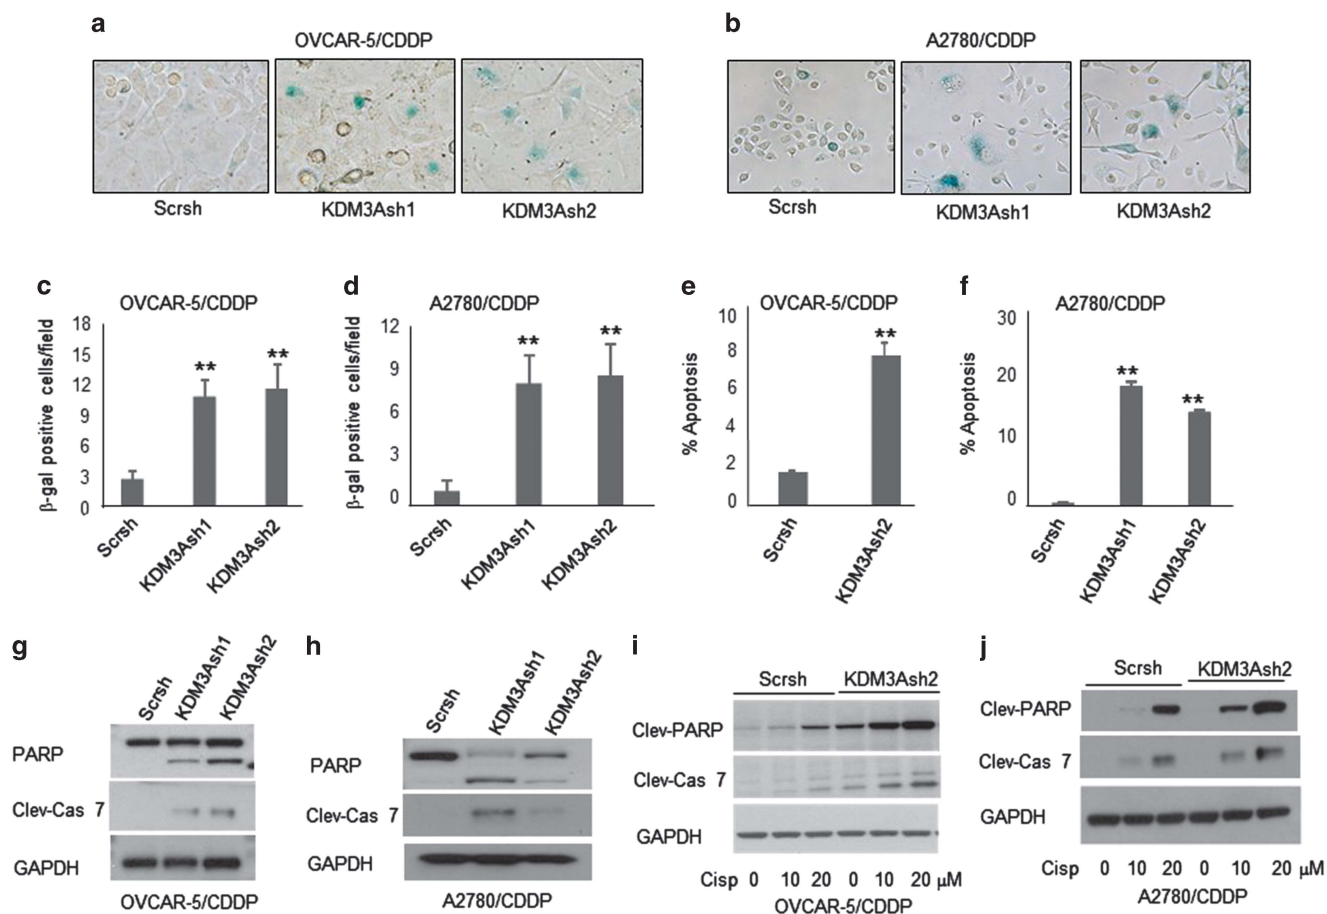 a
OVCAR-5/CDDP
Scrsh
KDM3Ash1
KDM3Ash2
b
A2780/CDDP
Scrsh
KDM3Ash1
KDM3Ash2
c
OVCAR-5/CDDP
β-gal positive cells/field
18
15
12
9
6
3
0
**
**
Scrsh
KDM3Ash1
KDM3Ash2
d
A2780/CDDP
β-gal positive cells/field
12
9
6
3
0
**
**
Scrsh
KDM3Ash1
KDM3Ash2
e
OVCAR-5/CDDP
% Apoptosis
10
8
6
4
2
0
**
Scrsh
KDM3Ash2
f
A2780/CDDP
% Apoptosis
30
20
10
0
**
**
Scrsh
KDM3Ash1
KDM3Ash2
g
Scrsh
KDM3Ash1
KDM3Ash2
PARP
Clev-Cas 7
GAPDH
OVCAR-5/CDDP
h
Scrsh
KDM3Ash1
KDM3Ash2
PARP
Clev-Cas 7
GAPDH
A2780/CDDP
i
Scrsh KDM3Ash2
Clev-PARP
Clev-Cas 7
GAPDH
Cisp 0 10 20 0 10 20 μM
OVCAR-5/CDDP
j
Scrsh KDM3Ash2
Clev-PARP
Clev-Cas 7
GAPDH
Cisp 0 10 20 0 10 20 μM
A2780/CDDP